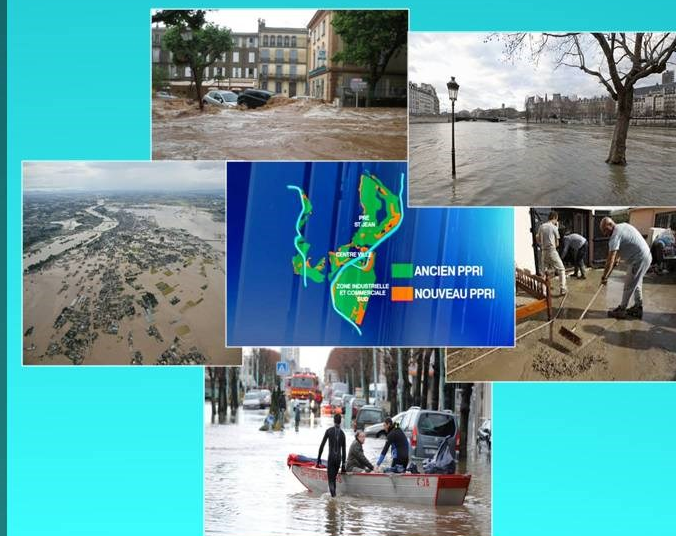 PRE
ST JEAN
CENTRE VILLE
ZONE INDUSTRIELLE
ET COMMERCIALE
SUD
ANCIEN PPRI
NOUVEAU PPRI